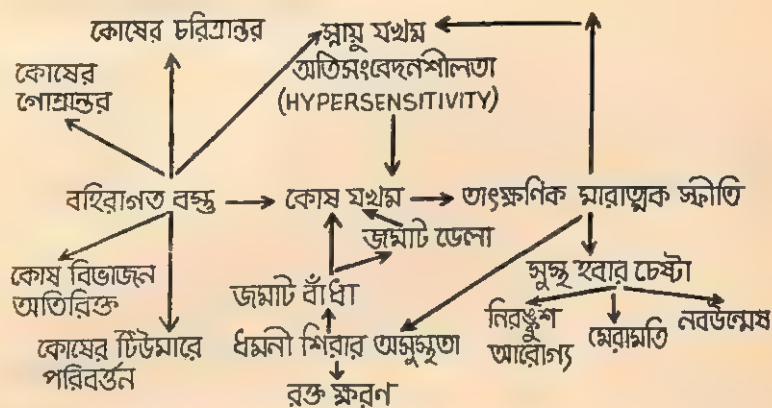 কোষের চরিত্রান্তর
স্নায়ু যখম
অতিসংবেদনশীলতা
(HYPERSENSITIVITY)
কোষের
গোত্রান্তর
বহিরাগত বস্তু
কোষ যখম
তাৎক্ষণিক মারাত্মক স্ফীতি
জমাট ডেলা
সুস্থ হবার চেষ্টা
কোষ বিভাজন
অতিরিক্ত
জমাট বাঁধা
নিরঙ্কুশ
আরোগ্য
মেরামতি
নবউন্মেষ
কোষের টিউমারে
পরিবর্ত্তন
ধমনী শিরার অসুস্থতা
রক্ত ক্ষরণ